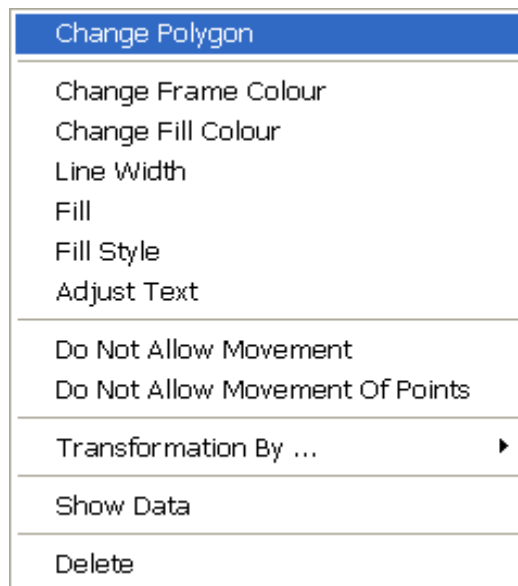 Change Polygon
Change Frame Colour
Change Fill Colour
Line Width
Fill
Fill Style
Adjust Text
Do Not Allow Movement
Do Not Allow Movement Of Points
Transformation By ...
Show Data
Delete